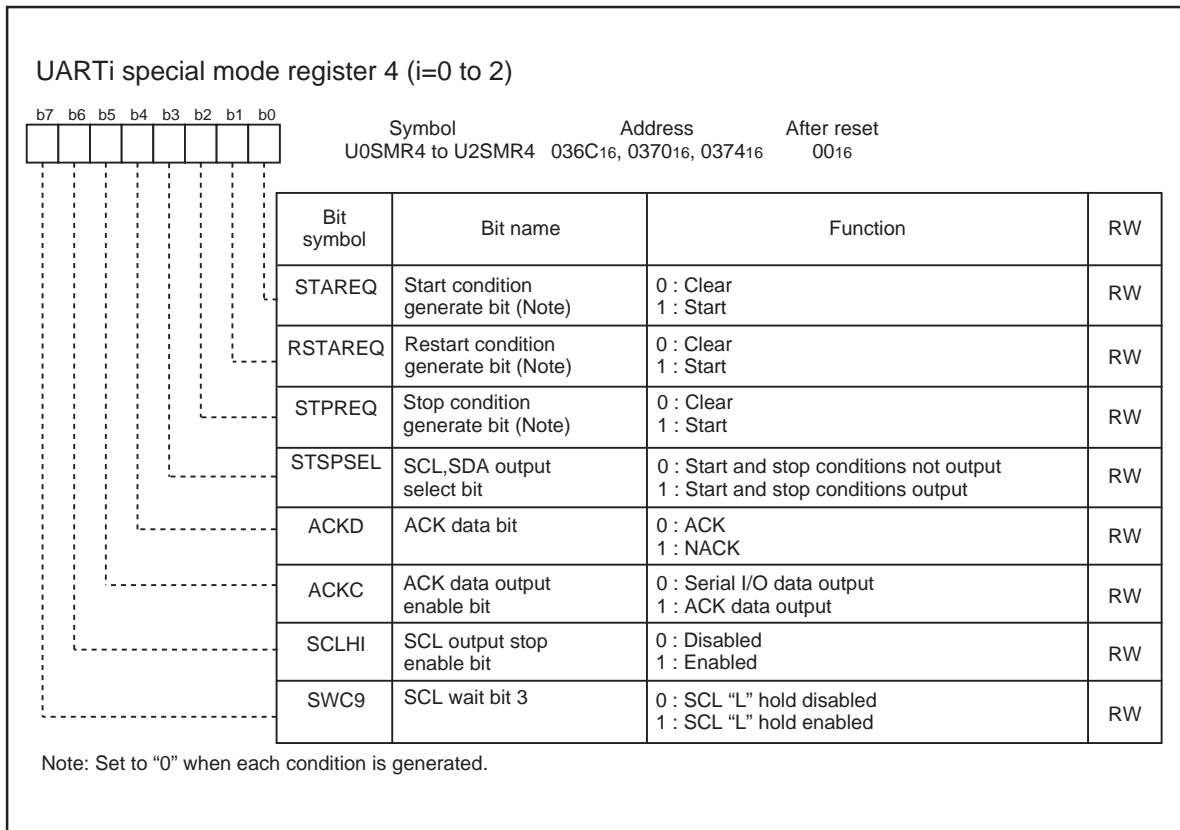 UARTi special mode register 4 (i=0 to 2)
b7 b6 b5 b4 b3 b2 b1 b0
Symbol Address After reset
U0SMR4 to U2SMR4 036C16, 037016, 037416 0016
Bit symbol Bit name Function RW
STAREQ Start condition generate bit (Note) 0 : Clear RW
1 : Start
RSTAREQ Restart condition generate bit (Note) 0 : Clear RW
1 : Start
STPREQ Stop condition generate bit (Note) 0 : Clear RW
1 : Start
STSPSEL SCL,SDA output select bit 0 : Start and stop conditions not output RW
1 : Start and stop conditions output
ACKD ACK data bit 0 : ACK RW
1 : NACK
ACKC ACK data output enable bit 0 : Serial I/O data output RW
1 : ACK data output
SCLHI SCL output stop enable bit 0 : Disabled RW
1 : Enabled
SWC9 SCL wait bit 3 0 : SCL “L” hold disabled RW
1 : SCL “L” hold enabled
Note: Set to “0” when each condition is generated.